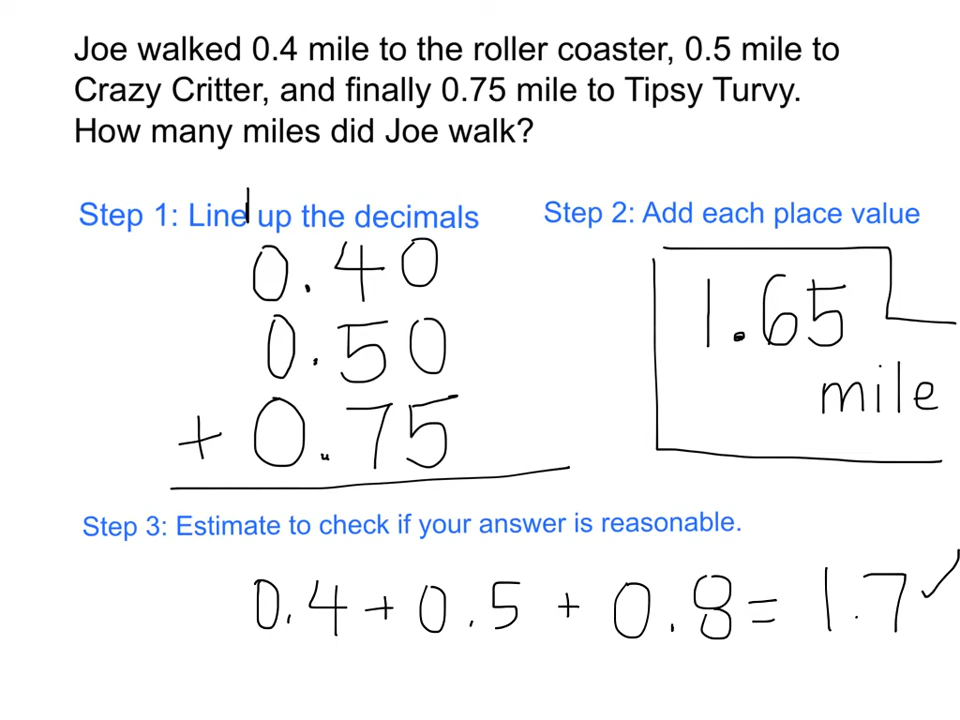 Joe walked 0.4 mile to the roller coaster, 0.5 mile to
Crazy Critter, and finally 0.75 mile to Tipsy Turvy.
How many miles did Joe walk?
Step 1: Line up the decimals
1
0.40
0.50
+ 0.75
Step 2: Add each place value
1.65
mile
Step 3: Estimate to check if your answer is reasonable.
0.4 + 0.5 + 0.8 = 1.7 ✓